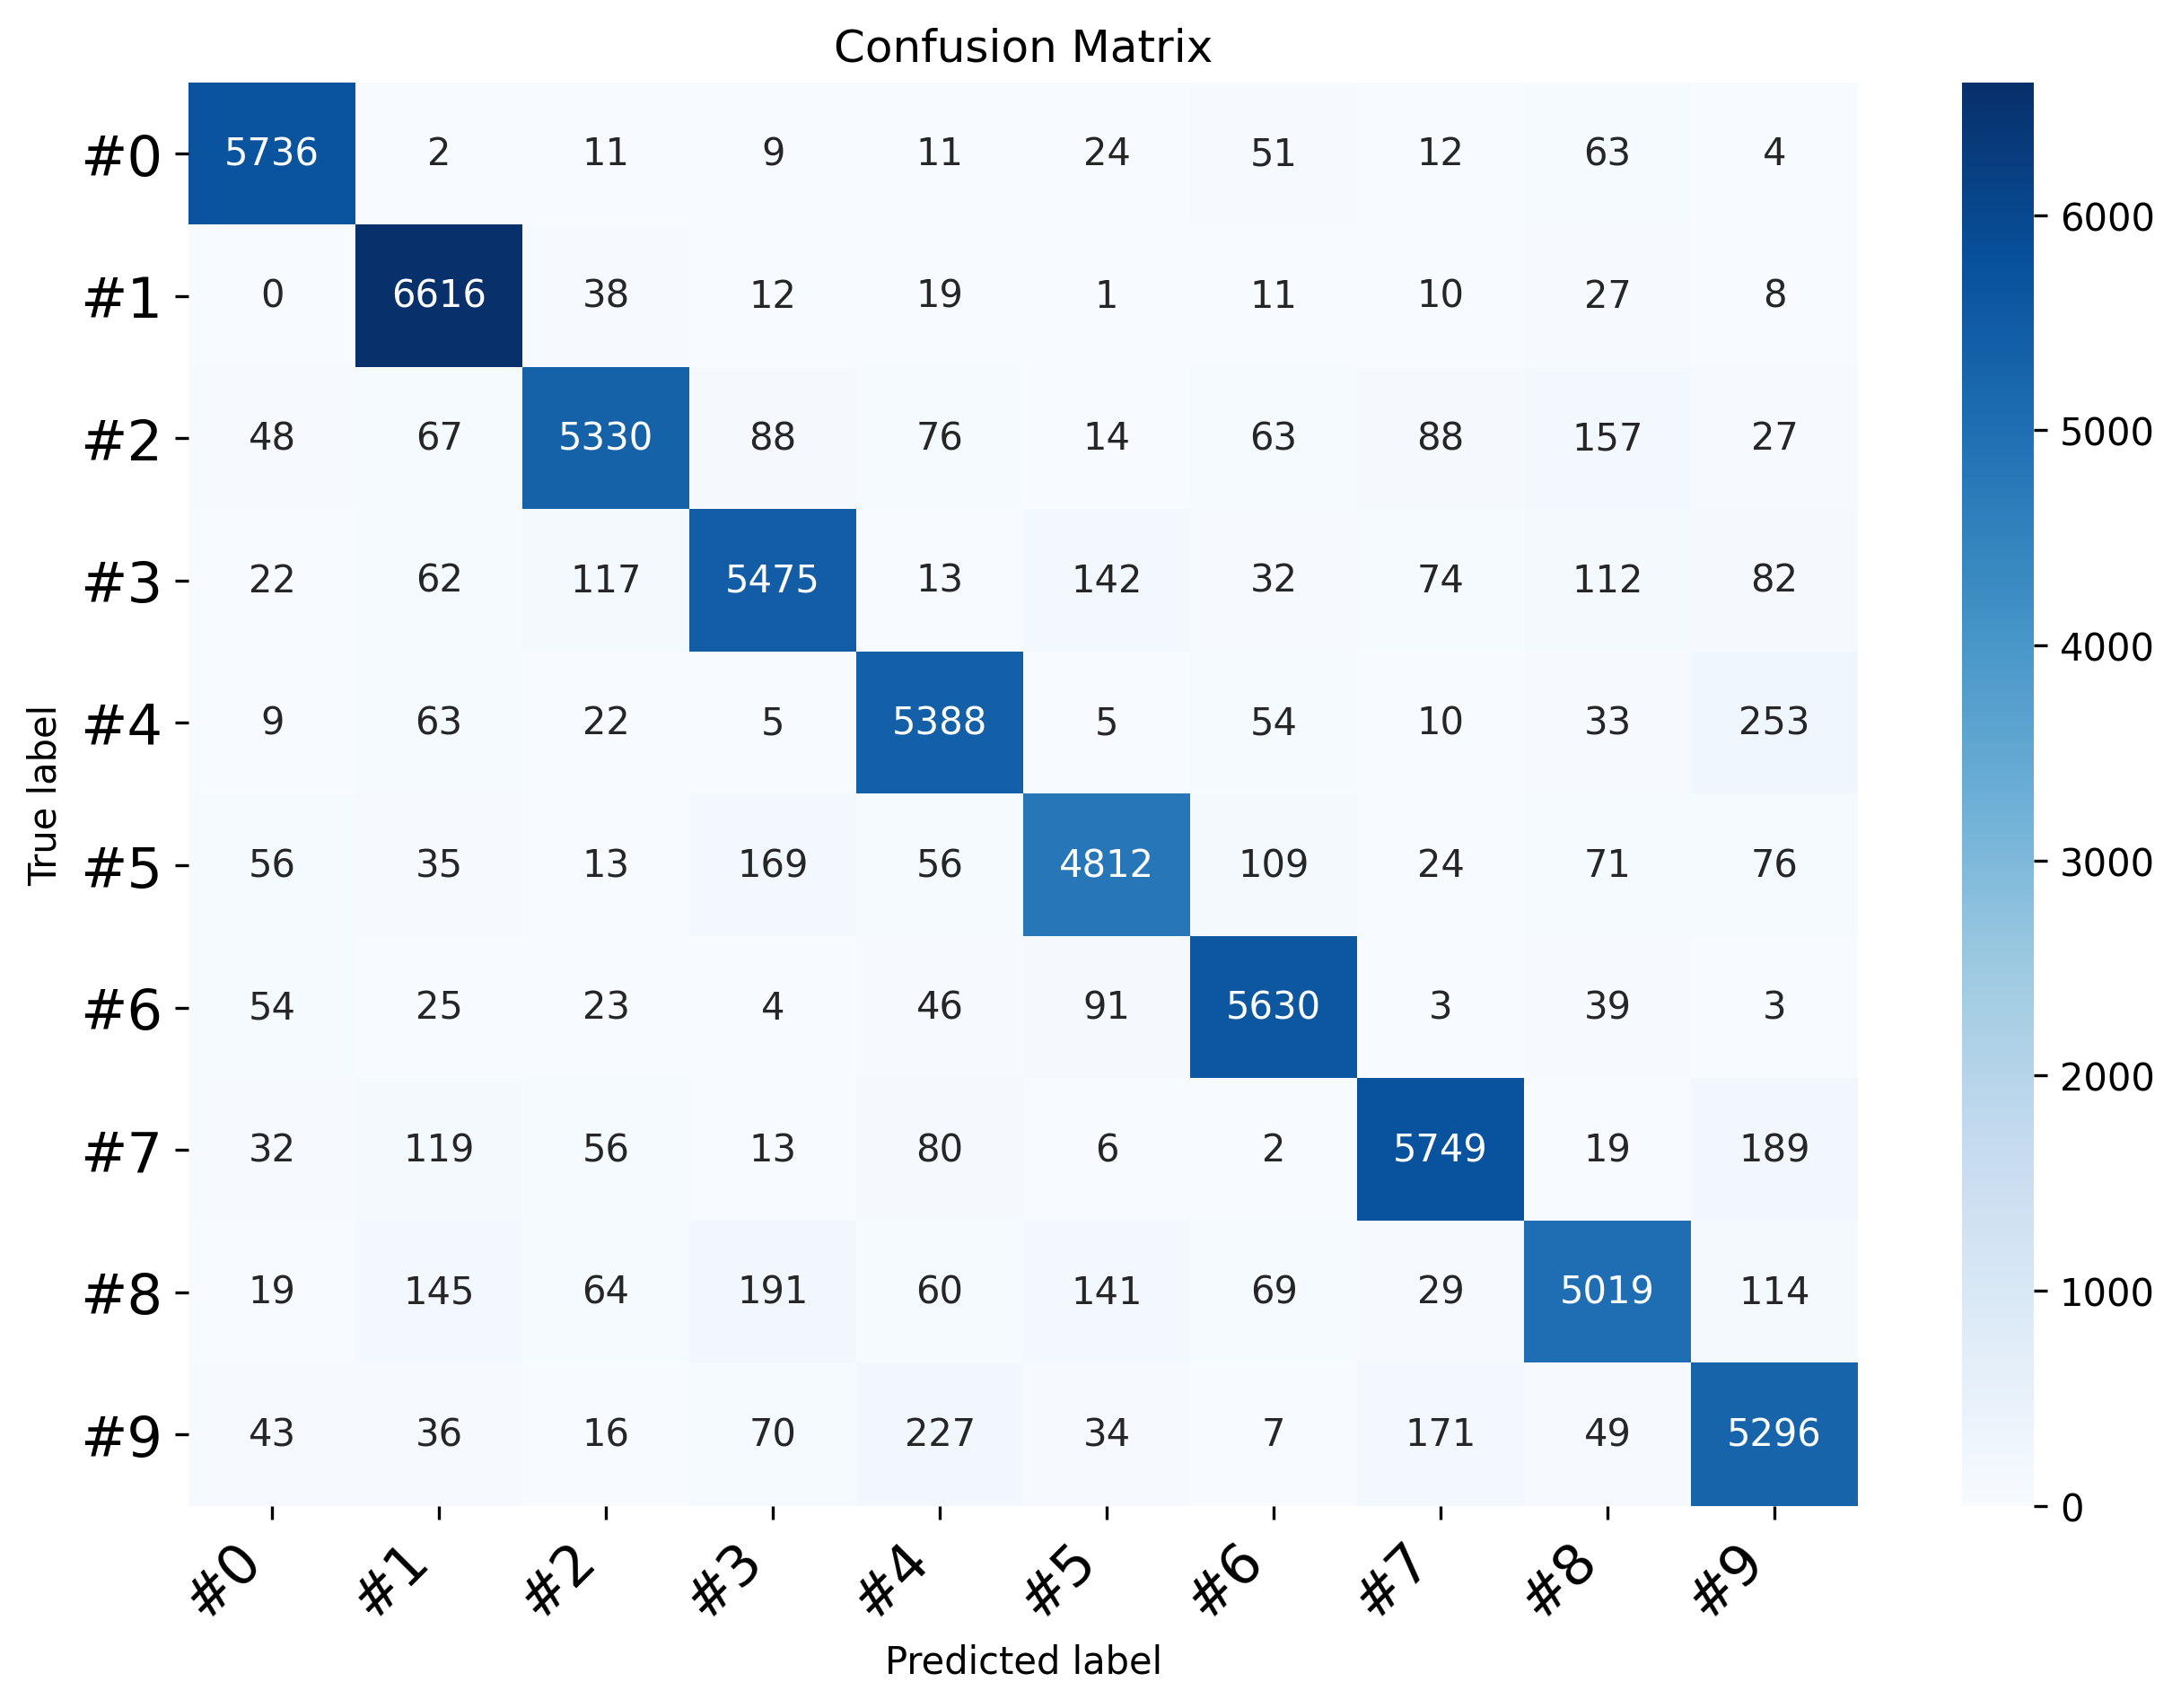 Confusion Matrix
#0 5736 2 11 9 11 24 51 12 63 4
#1 0 6616 38 12 19 1 11 10 27 8
#2 48 67 5330 88 76 14 63 88 157 27
#3 22 62 117 5475 13 142 32 74 112 82
#4 9 63 22 5 5388 5 54 10 33 253
#5 56 35 13 169 56 4812 109 24 71 76
#6 54 25 23 4 46 91 5630 3 39 3
#7 32 119 56 13 80 6 2 5749 19 189
#8 19 145 64 191 60 141 69 29 5019 114
#9 43 36 16 70 227 34 7 171 49 5296
#0 #1 #2 #3 #4 #5 #6 #7 #8 #9
Predicted label
True label
6000
5000
4000
3000
2000
1000
0